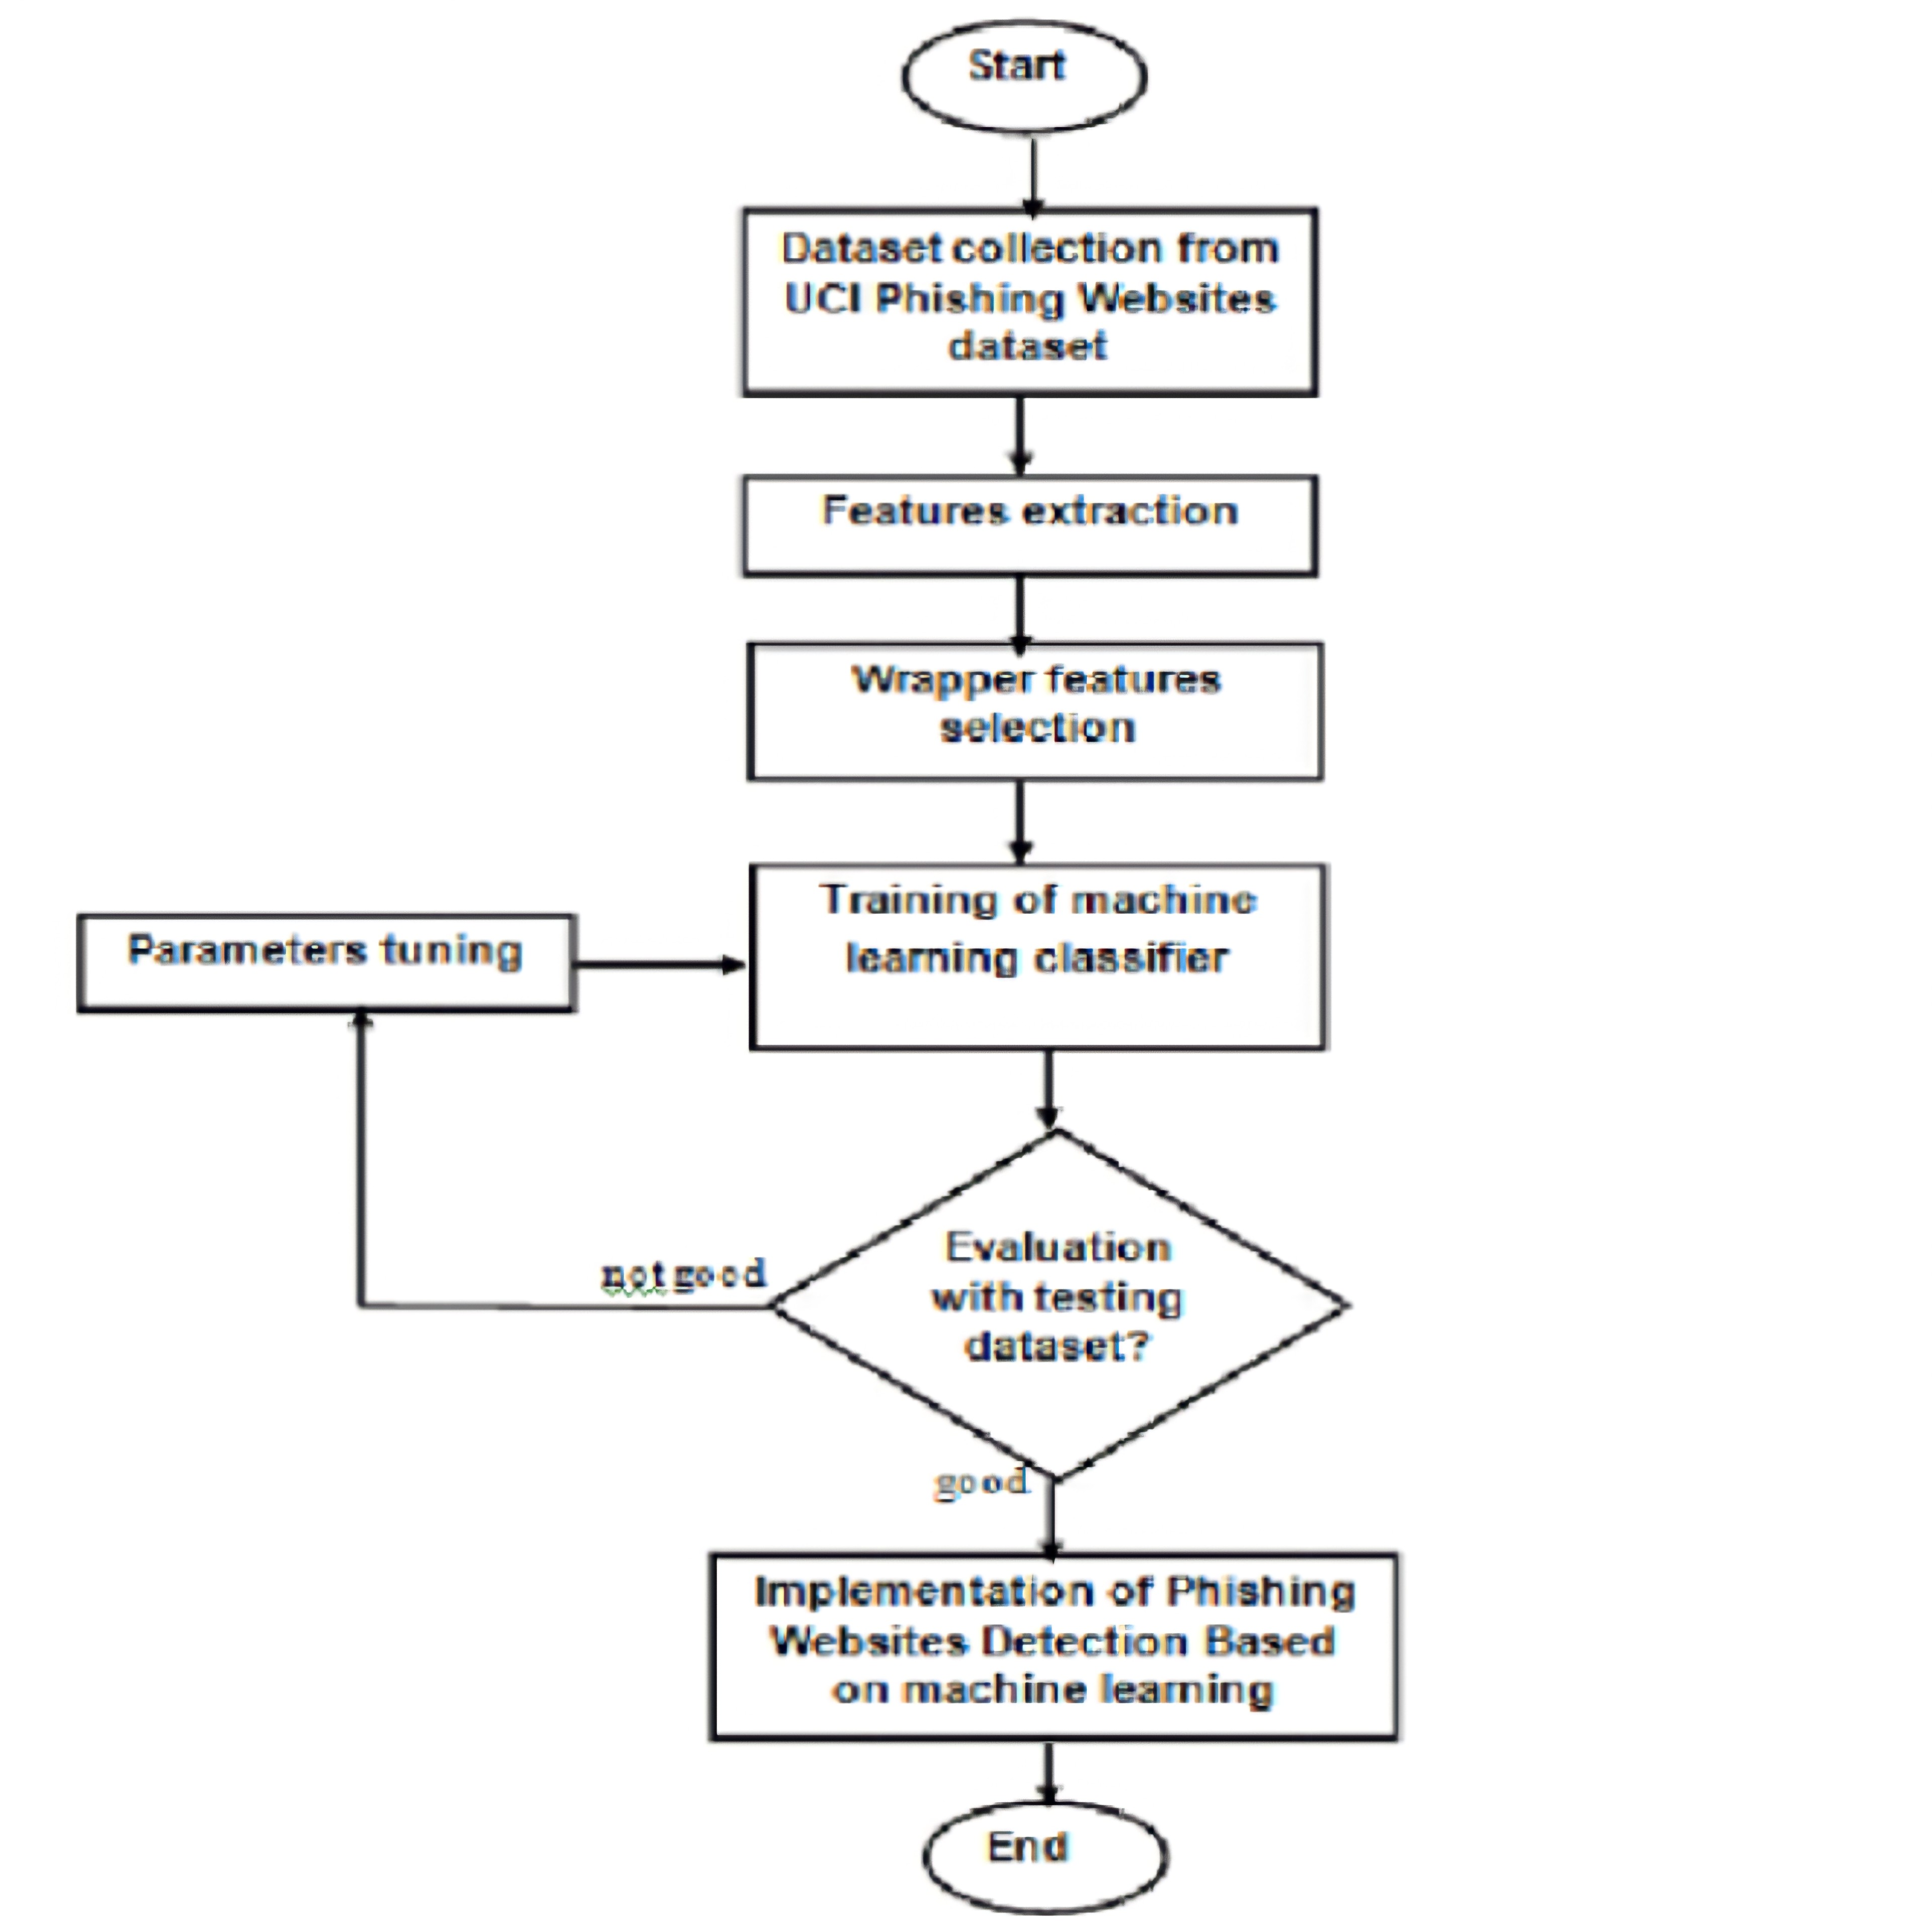 Start
Dataset collection from
UCI Phishing Websites
dataset
Features extraction
Wrapper features
selection
Training of machine
learning classifier
Parameters tuning
Evaluation
with testing
dataset?
not good
good
Implementation of Phishing
Websites Detection Based
on machine learning
End